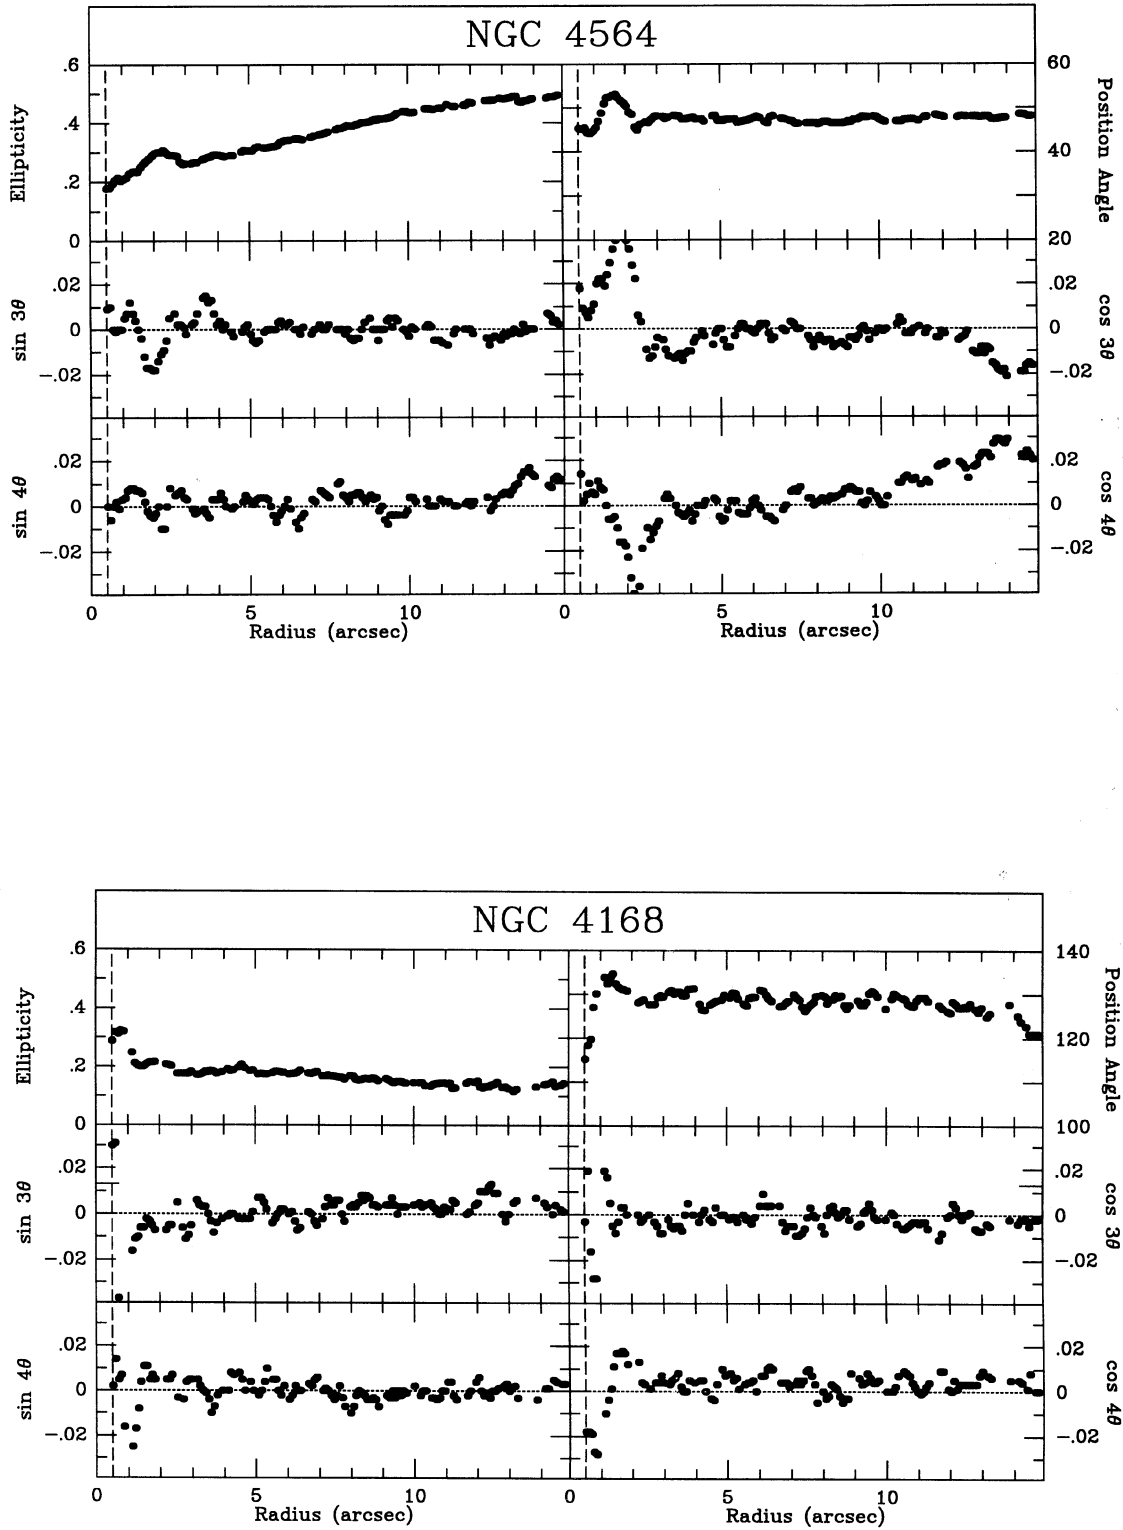 NGC 4564
.6
.4
.2
0
Ellipticity
60
40
20
Position Angle
.02
0
-.02
sin 3θ
.02
0
-.02
cos 3θ
.02
0
-.02
sin 4θ
.02
0
-.02
cos 4θ
0 5 10 0 10
Radius (arcsec) Radius (arcsec)
NGC 4168
.6
.4
.2
0
Ellipticity
140
120
100
Position Angle
.02
0
-.02
sin 3θ
.02
0
-.02
cos 3θ
.02
0
-.02
sin 4θ
.02
0
-.02
cos 4θ
0 5 10 0 5 10
Radius (arcsec) Radius (arcsec)